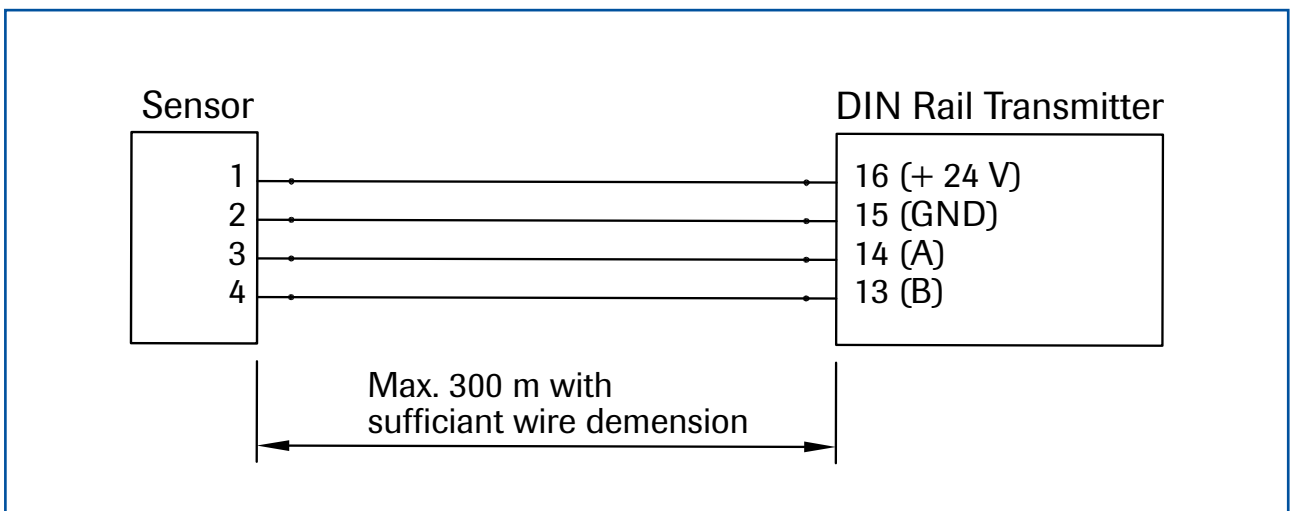 Sensor
DIN Rail Transmitter
1
16 (+ 24 V)
2
15 (GND)
3
14 (A)
4
13 (B)
Max. 300 m with
sufficiant wire demension